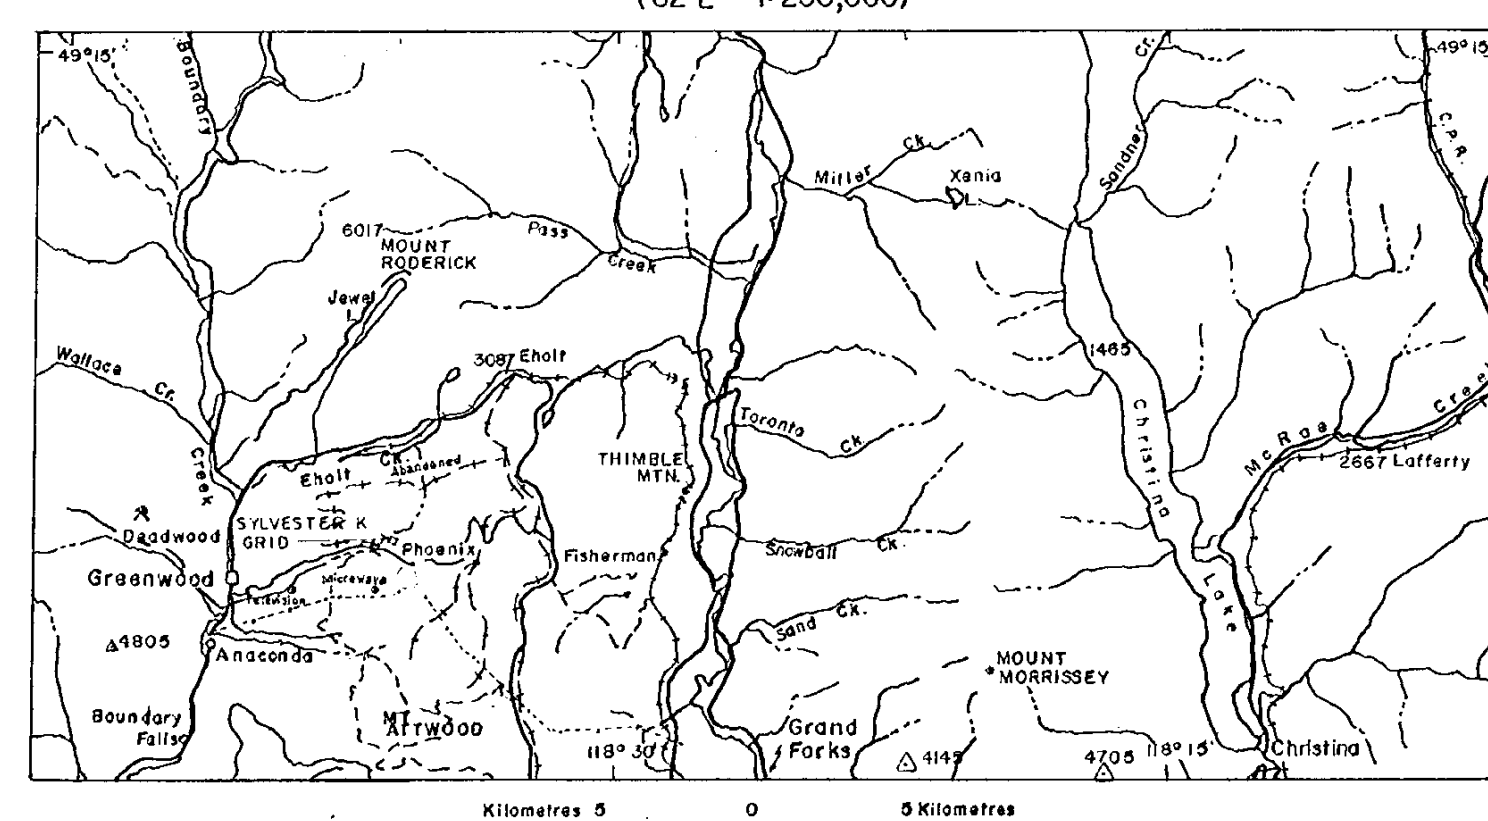 49°15'
Boundary
Cr.
49°15'
C.P.R.
Sandner
Miller
Ck.
Xenia
L.
6017
MOUNT
RODERICK
Pass
Creek
Jewel
L.
Wallace
Cr.
3087 Eholt
1465
Christina
Toronto
Ck.
McRae
Creek
2667 Lafferty
THIMBLE
MTN.
Creek
Eholt
Ck.
Abandoned
Deadwood
SYLVESTER K
GRID
Phoenix
Fisherman
Snowball
Ck.
Greenwood
Microwave
Television
Lake
Sand
Ck.
4805
Anaconda
MOUNT
MORRISSEY
Boundary
Falls
MT.
ATTWOOD
118°30'
Grand
Forks
4145
4705
118°15'
Christina
Kilometres 5
0
5 Kilometres